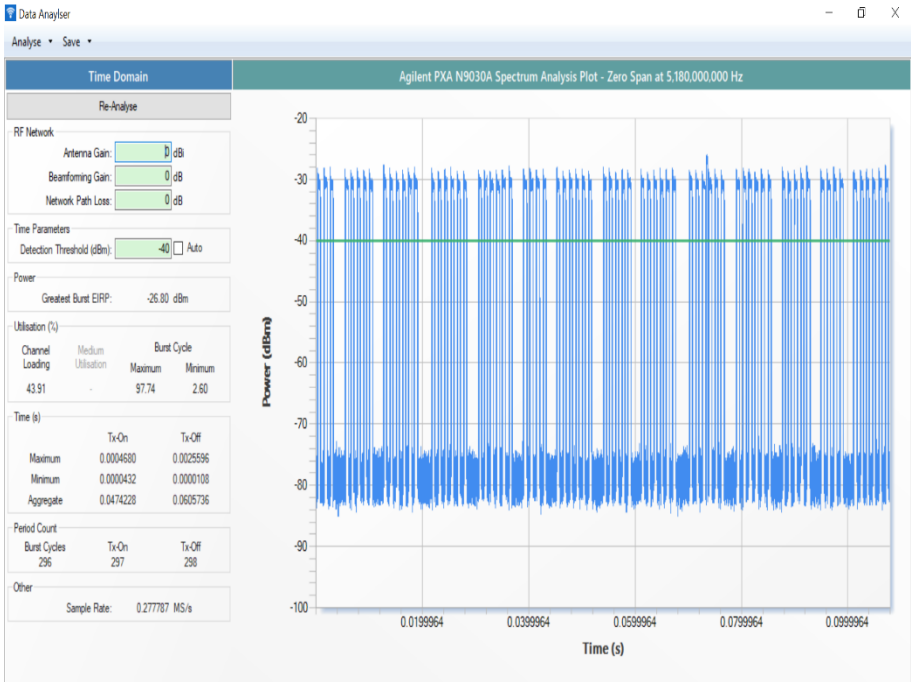 Data Anaylser
Analyse Save
Time Domain
Agilent PXA N9030A Spectrum Analysis Plot - Zero Span at 5,180,000,000 Hz
Re-Analyse
RF Network
Antenna Gain: 0 dBi
Beamforming Gain: 0 dB
Network Path Loss: 0 dB
Time Parameters
Detection Threshold (dBm): -40 Auto
Power
Greatest Burst EIRP: -26.80 dBm
Utilisation (%)
Channel Loading Medium Utilisation Burst Cycle
Maximum Minimum
43.91 - 97.74 2.60
Time (s)
Tx-On Tx-Off
Maximum 0.0004680 0.0025596
Minimum 0.0000432 0.0000108
Aggregate 0.0474228 0.0605736
Period Count
Burst Cycles Tx-On Tx-Off
296 297 298
Other
Sample Rate: 0.277787 MS/s
Power (dBm)
-20
-30
-40
-50
-60
-70
-80
-90
-100
0.0199964 0.0399964 0.0599964 0.0799964 0.0999964
Time (s)